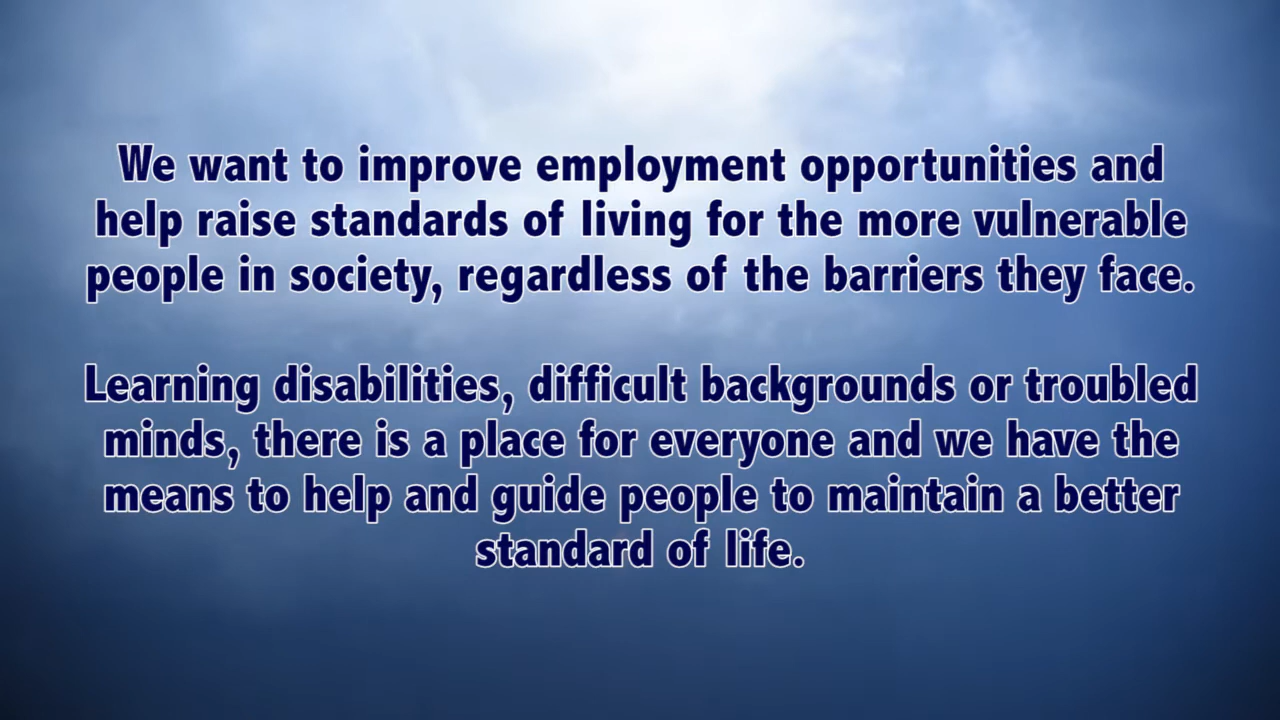 We want to improve employment opportunities and
help raise standards of living for the more vulnerable
people in society, regardless of the barriers they face.
Learning disabilities, difficult backgrounds or troubled
minds, there is a place for everyone and we have the
means to help and guide people to maintain a better
standard of life.